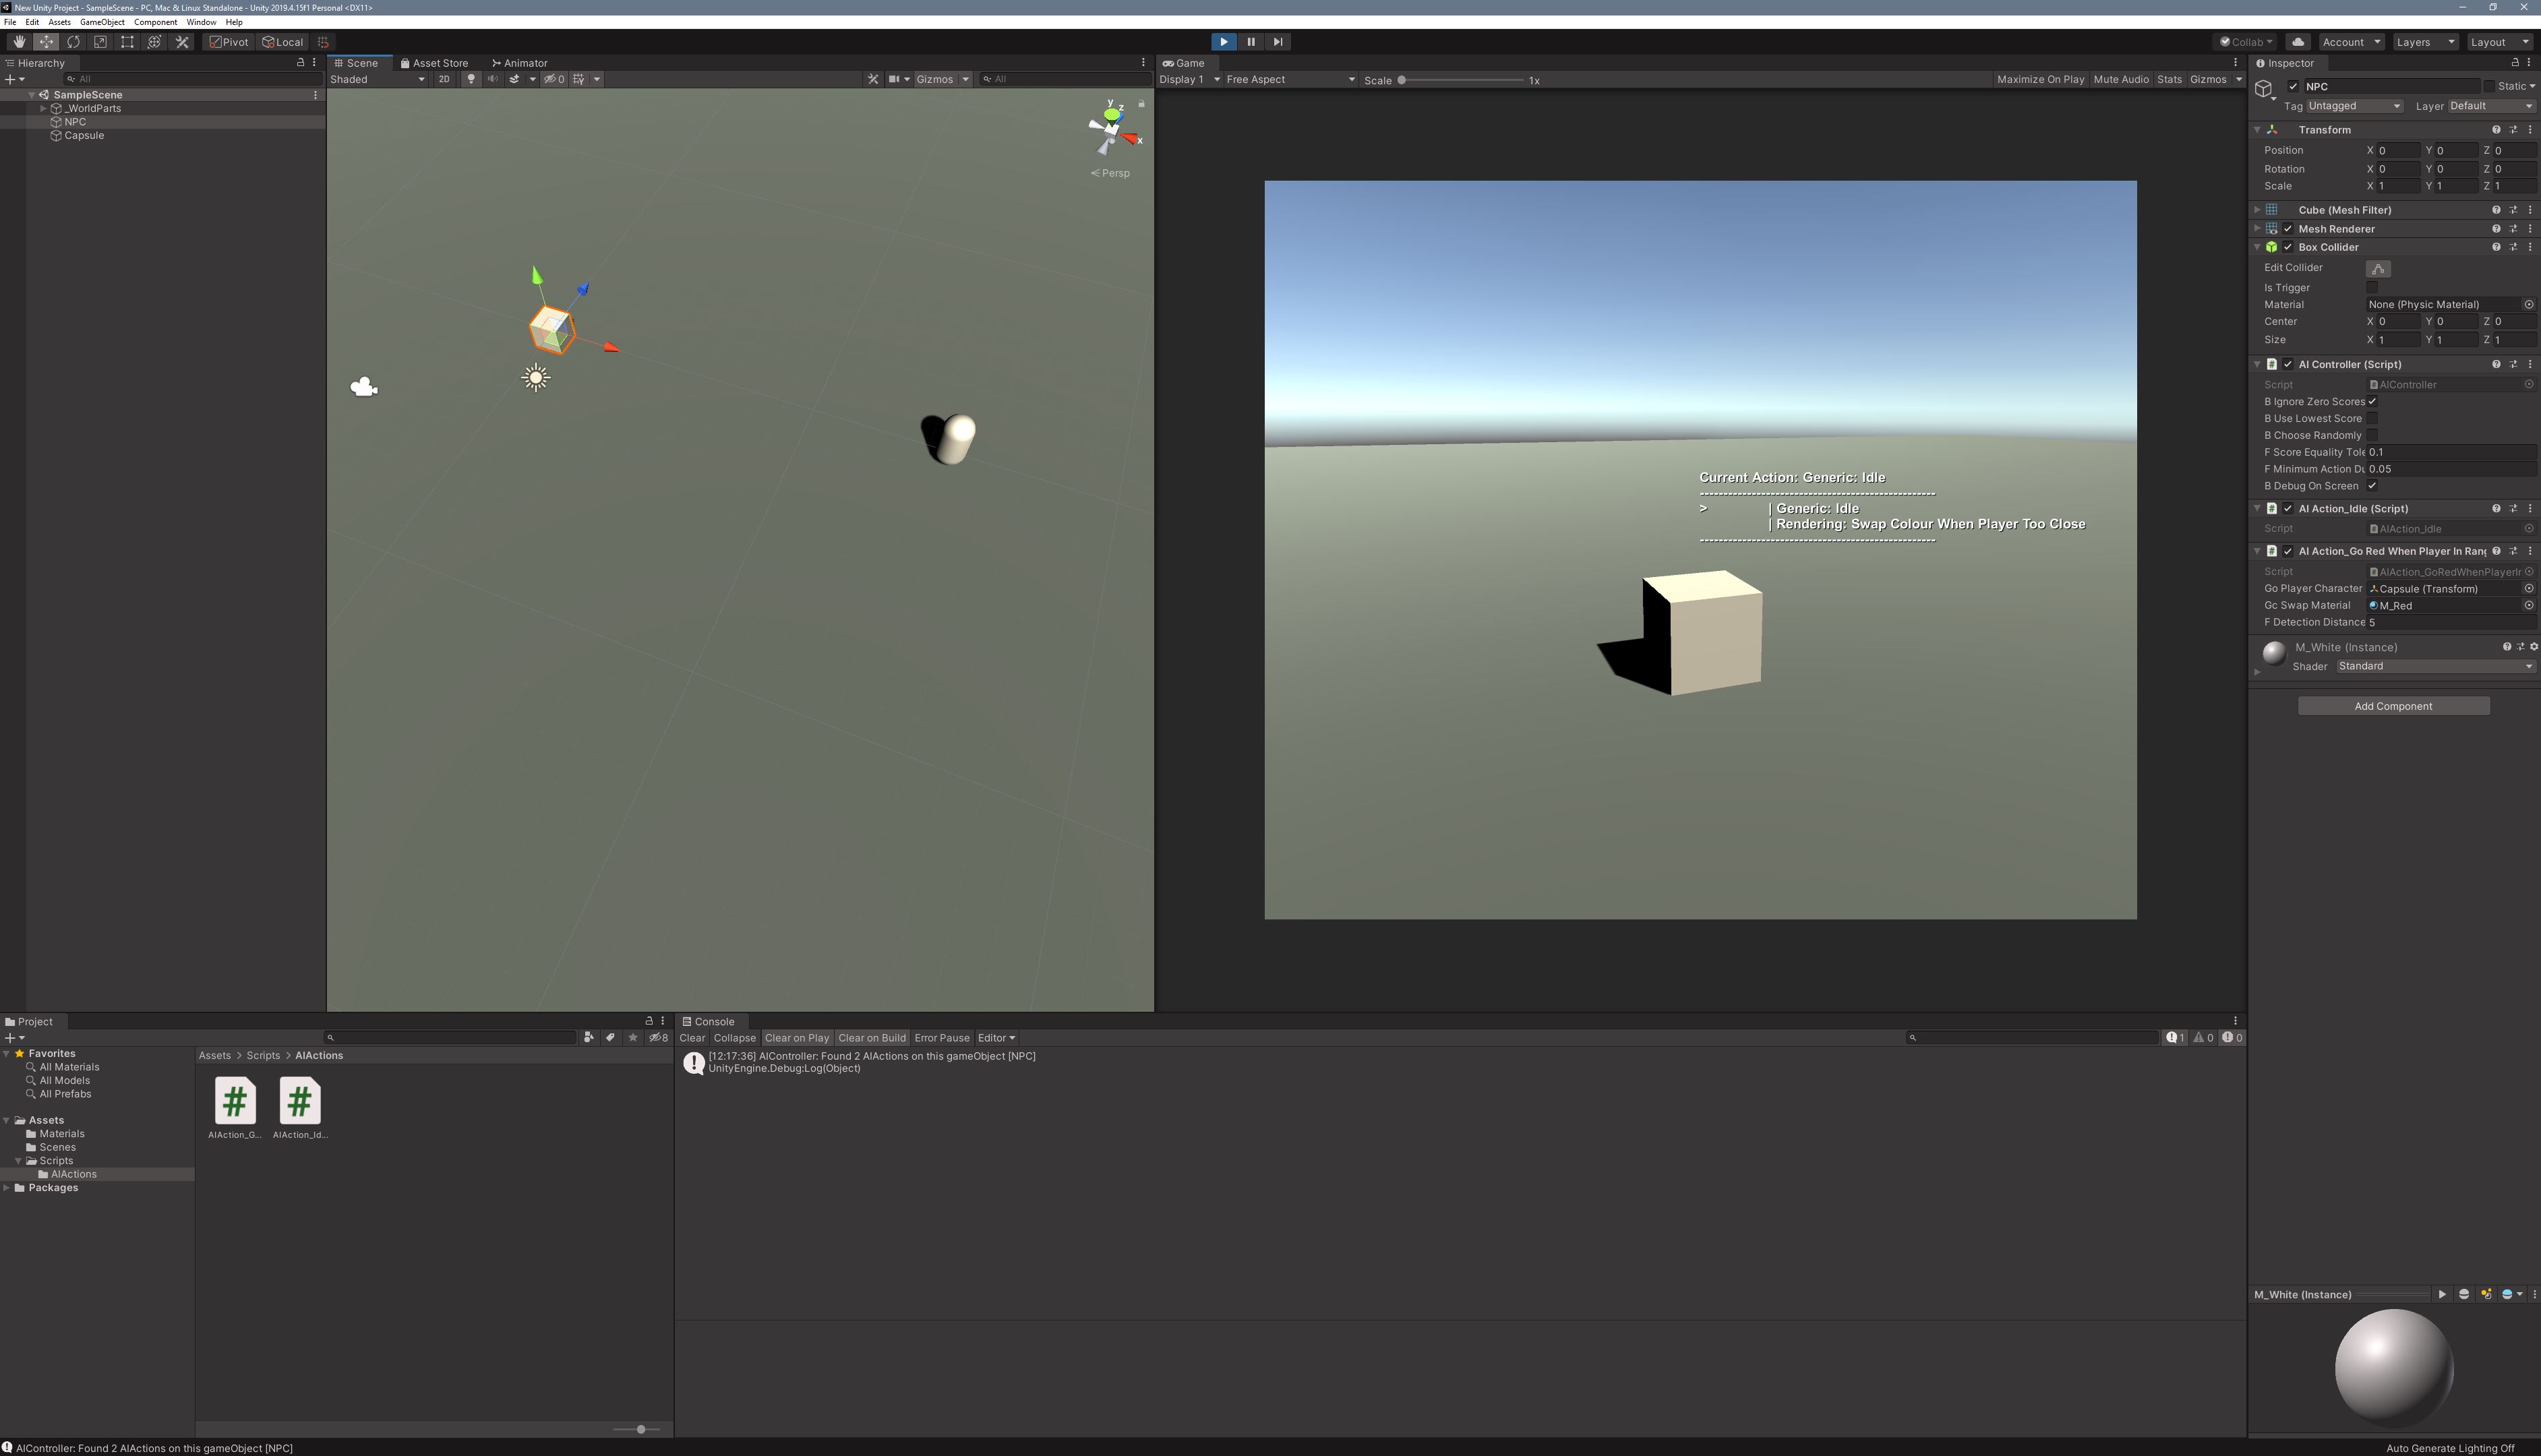 New Unity Project - SampleScene - PC, Mac & Linux Standalone - Unity 2019.4.15f1 Personal <DX11>
File Edit Assets GameObject Component Window Help
Pivot Local Collab Account Layers Layout
Hierarchy
All
SampleScene
_WorldParts
NPC
Capsule
Scene Asset Store Animator
Shaded 2D 0 Gizmos All
y z x
Persp
Game
Display 1 Free Aspect Scale 1x Maximize On Play Mute Audio Stats Gizmos
Current Action: Generic: Idle
--------------------------------------------------
> | Generic: Idle
| Rendering: Swap Colour When Player Too Close
--------------------------------------------------
Inspector
NPC Static
Tag Untagged Layer Default
Transform
Position X 0 Y 0 Z 0
Rotation X 0 Y 0 Z 0
Scale X 1 Y 1 Z 1
Cube (Mesh Filter)
Mesh Renderer
Box Collider
Edit Collider
Is Trigger
Material None (Physic Material)
Center X 0 Y 0 Z 0
Size X 1 Y 1 Z 1
AI Controller (Script)
Script AIController
B Ignore Zero Scores
B Use Lowest Score
B Choose Randomly
F Score Equality Tole 0.1
F Minimum Action Du 0.05
B Debug On Screen
AI Action_Idle (Script)
Script AIAction_Idle
AI Action_Go Red When Player In Rang
Script AIAction_GoRedWhenPlayerIr
Go Player Character Capsule (Transform)
Gc Swap Material M_Red
F Detection Distance 5
M_White (Instance)
Shader Standard
Add Component
M_White (Instance)
Project
8
Favorites
All Materials
All Models
All Prefabs
Assets
Materials
Scenes
Scripts
AIActions
Packages
Assets > Scripts > AIActions
AIAction_G... AIAction_Id...
Console
Clear Collapse Clear on Play Clear on Build Error Pause Editor 1 0 0
[12:17:36] AIController: Found 2 AIActions on this gameObject [NPC]
UnityEngine.Debug:Log(Object)
AIController: Found 2 AIActions on this gameObject [NPC]
Auto Generate Lighting Off